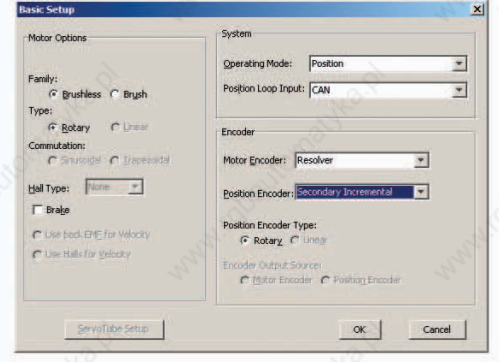 Basic Setup
Motor Options
Family:
Brushless Brush
Type:
Rotary Linear
Commutation:
Sinusoidal Trapezoidal
Hall Type: None
Brake
Use back EMF for Velocity
Use Halls for Velocity
ServoTube Setup
System
Operating Mode: Position
Position Loop Input: CAN
Encoder
Motor Encoder: Resolver
Position Encoder: Secondary Incremental
Position Encoder Type:
Rotary Linear
Encoder Output Source:
Motor Encoder Position Encoder
OK Cancel